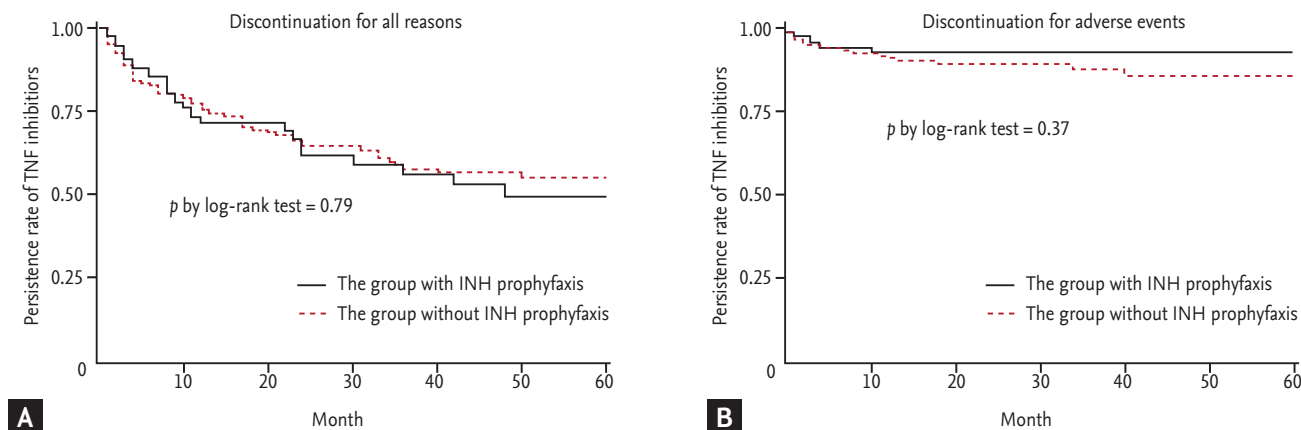 Discontinuation for all reasons
1.00
0.75
0.50
0.25
0
Persistence rate of TNF inhibitions
p by log-rank test = 0.79
The group with INH prophyfaxis
The group without INH prophyfaxis
10 20 30 40 50 60
Month
A
Discontinuation for adverse events
1.00
0.75
0.50
0.25
0
Persistence rate of TNF inhibitions
p by log-rank test = 0.37
The group with INH prophyfaxis
The group without INH prophyfaxis
10 20 30 40 50 60
Month
B